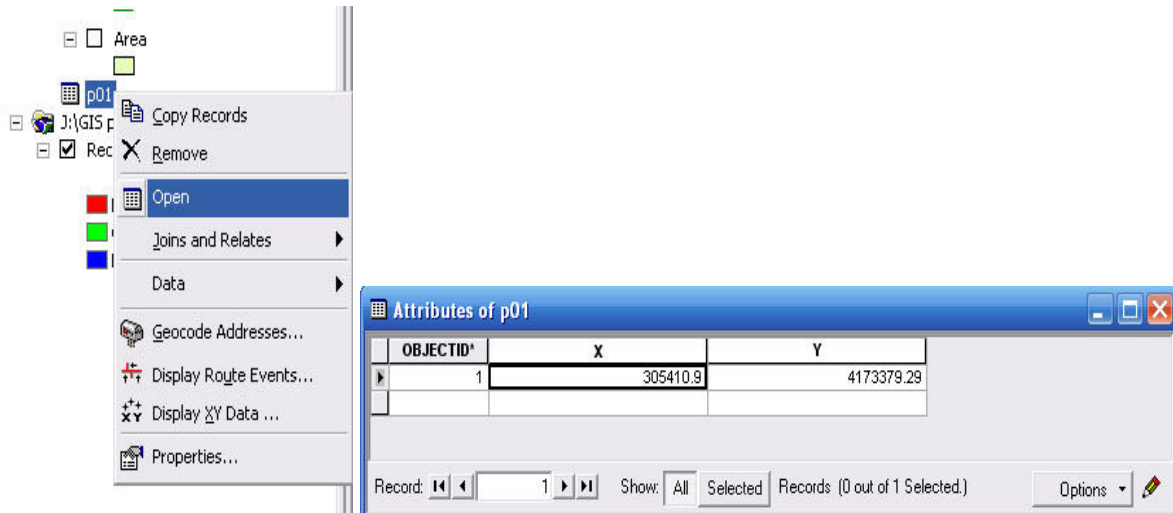 Area
p01
J:\GIS p
Rec
Copy Records
Remove
Open
Joins and Relates
Data
Geocode Addresses...
Display Route Events...
XY Display XY Data ...
Properties...
Attributes of p01
OBJECTID* X Y
1 305410.9 4173379.29
Record: 1 Show: All Selected Records (0 out of 1 Selected.) Options